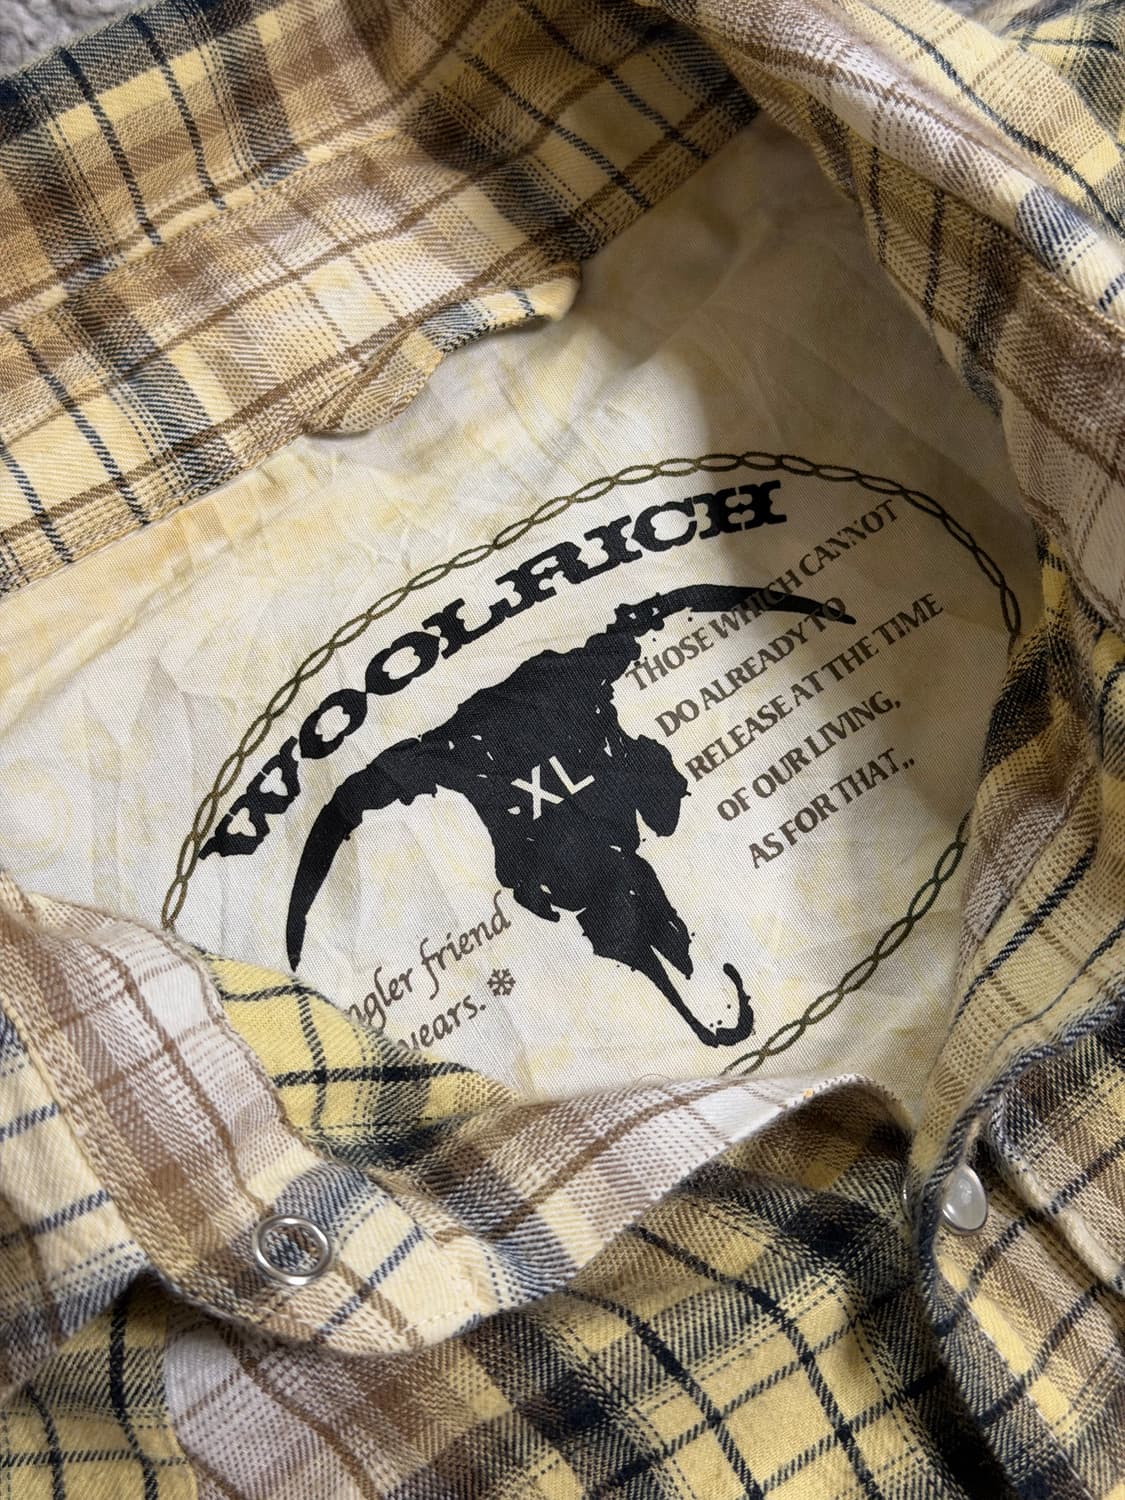 WOOLRICH
THOSE WHICH CANNOT
DO ALREADY TO
RELEASE AT THE TIME
OF OUR LIVING,
AS FOR THAT,,
XL
friend
years.